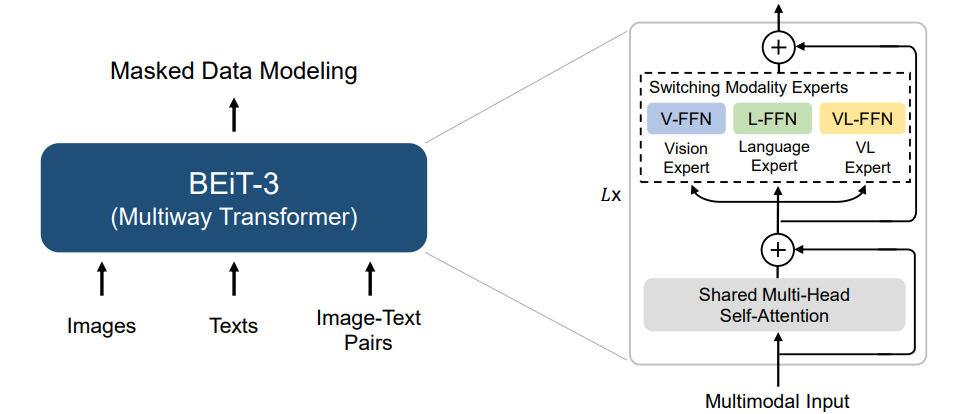 Masked Data Modeling
BEiT-3
(Multiway Transformer)
Images
Texts
Image-Text
Pairs
Switching Modality Experts
V-FFN
L-FFN
VL-FFN
Vision
Expert
Language
Expert
VL
Expert
Lx
Shared Multi-Head
Self-Attention
Multimodal Input